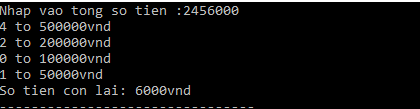 Nhap vao tong so tien :2456000
4 to 500000vnd
2 to 200000vnd
0 to 100000vnd
1 to 50000vnd
So tien con lai: 6000vnd
--------------------------------